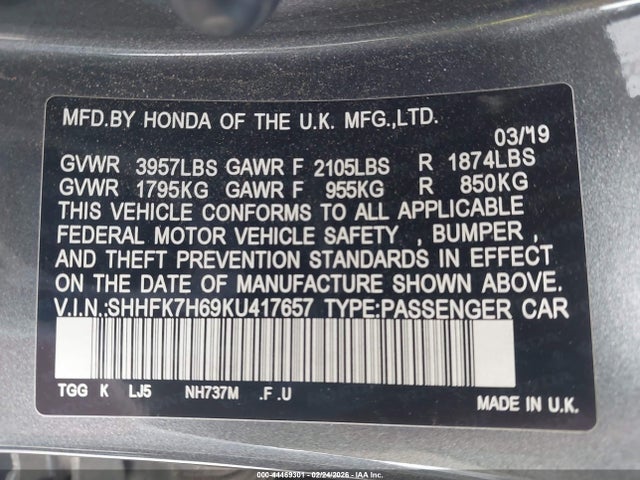 MFD.BY HONDA OF THE U.K. MFG.,LTD.
03/19
GVWR 3957LBS GAWR F 2105LBS R 1874LBS
GVWR 1795KG GAWR F 955KG R 850KG
THIS VEHICLE CONFORMS TO ALL APPLICABLE
FEDERAL MOTOR VEHICLE SAFETY , BUMPER ,
AND THEFT PREVENTION STANDARDS IN EFFECT
ON THE DATE OF MANUFACTURE SHOWN ABOVE.
V.I.N.:SHHFK7H69KU417657 TYPE:PASSENGER CAR
TGG K LJ5 NH737M .F .U
MADE IN U.K.
000-44469301 - 02/24/2026 - IAA Inc.